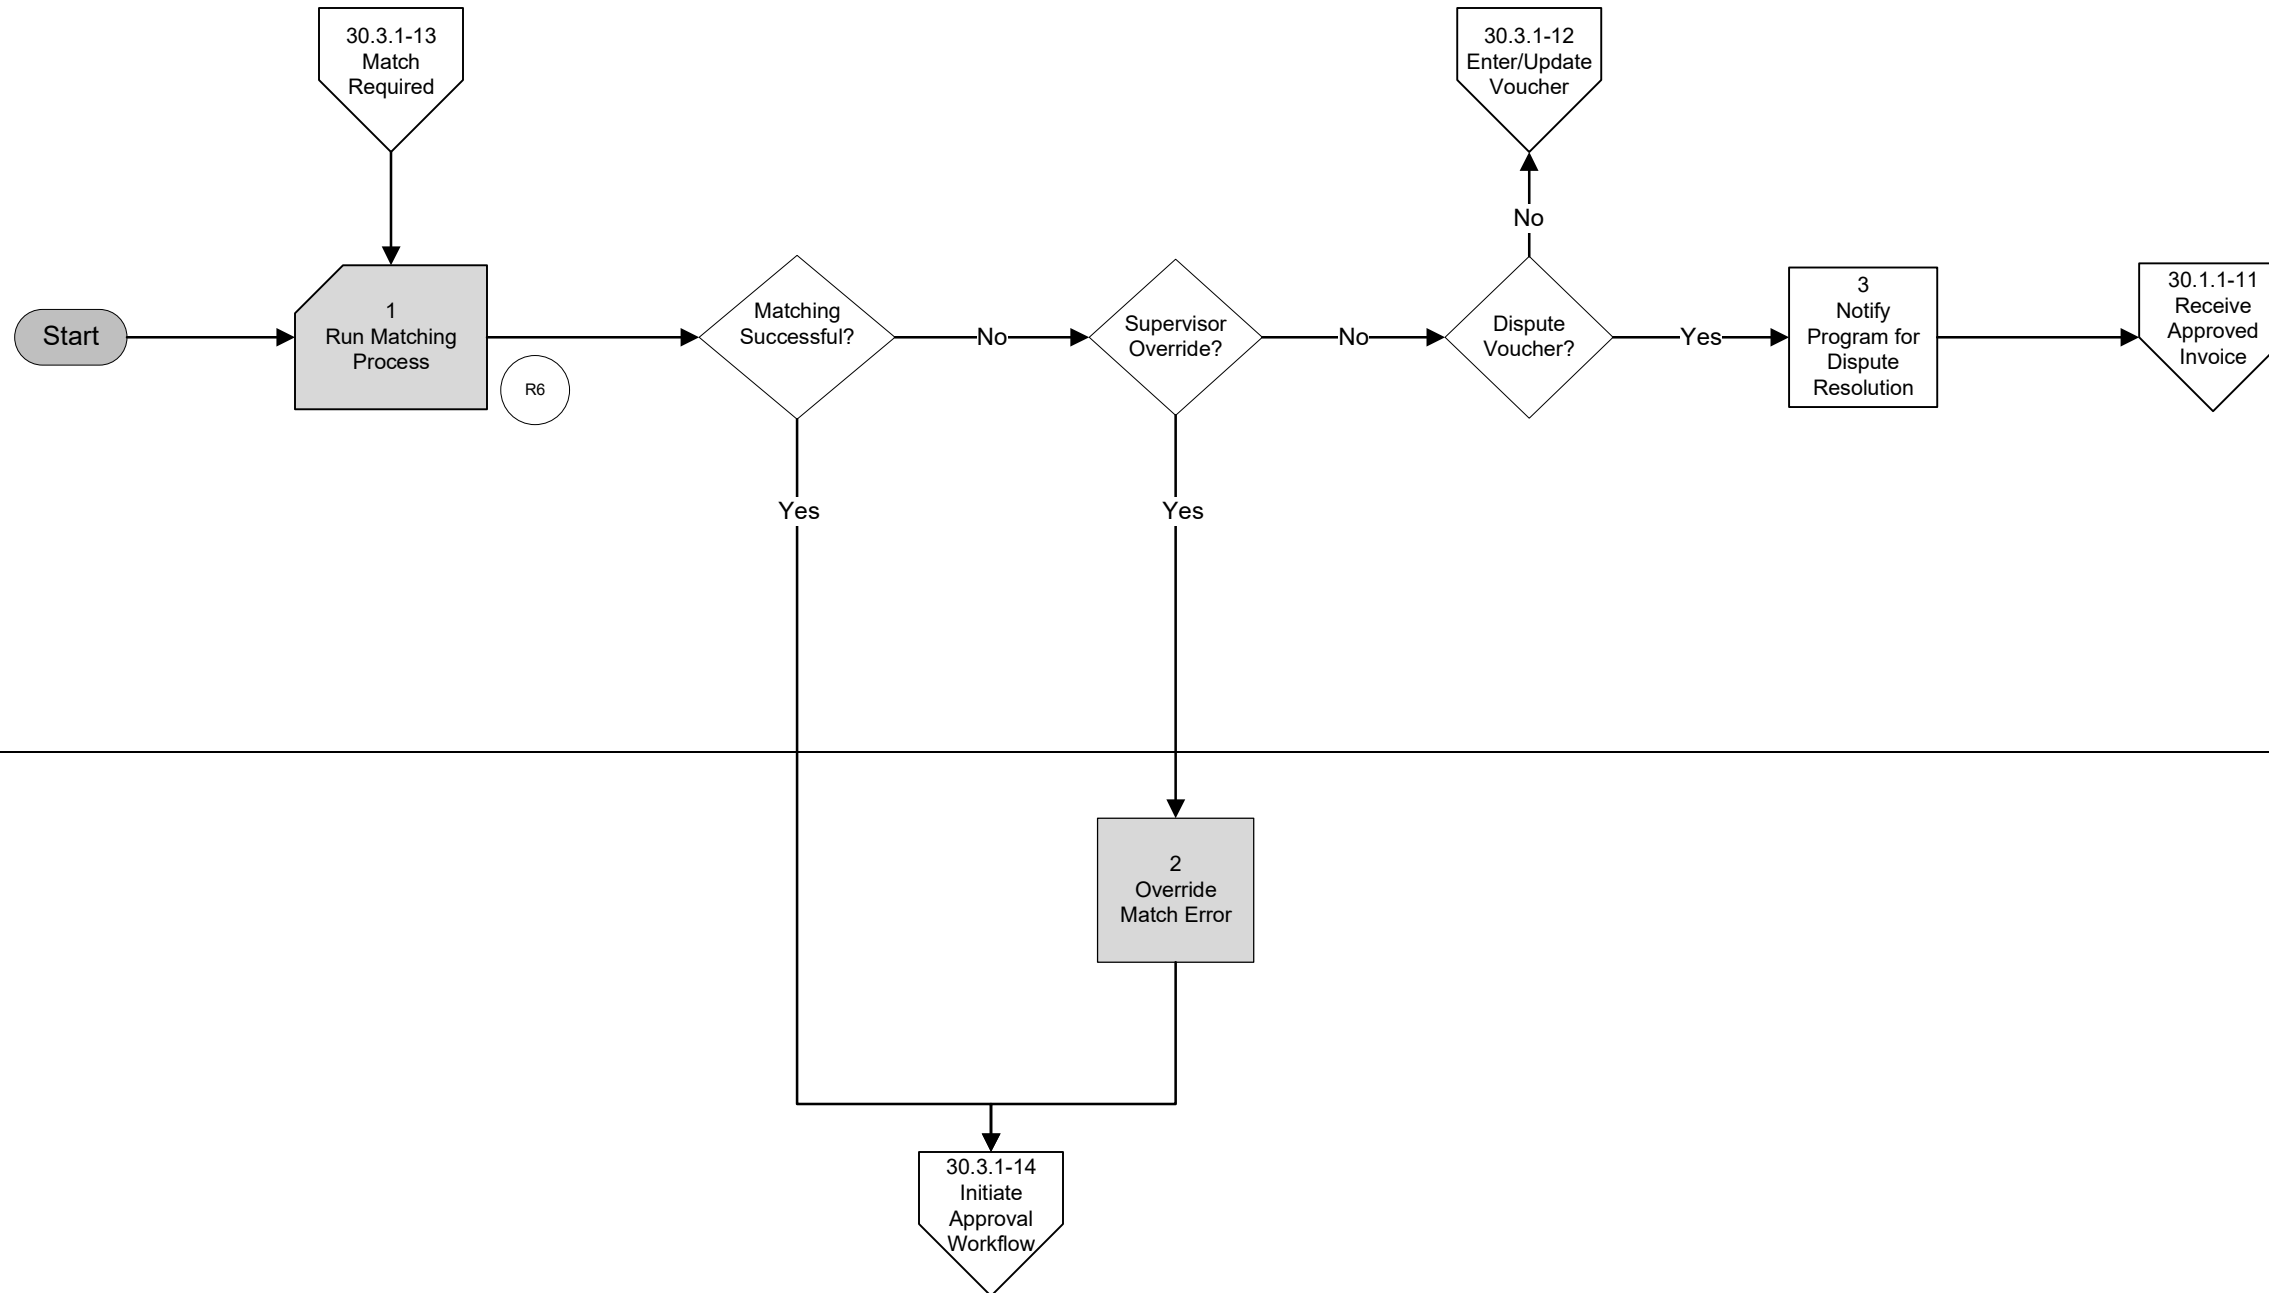 30.3.1-13
Match
Required
30.3.1-12
Enter/Update
Voucher
No
Start
1
Run Matching
Process
R6
Matching
Successful?
No
Supervisor
Override?
No
Dispute
Voucher?
Yes
3
Notify
Program for
Dispute
Resolution
30.1.1-11
Receive
Approved
Invoice
Yes
Yes
2
Override
Match Error
30.3.1-14
Initiate
Approval
Workflow